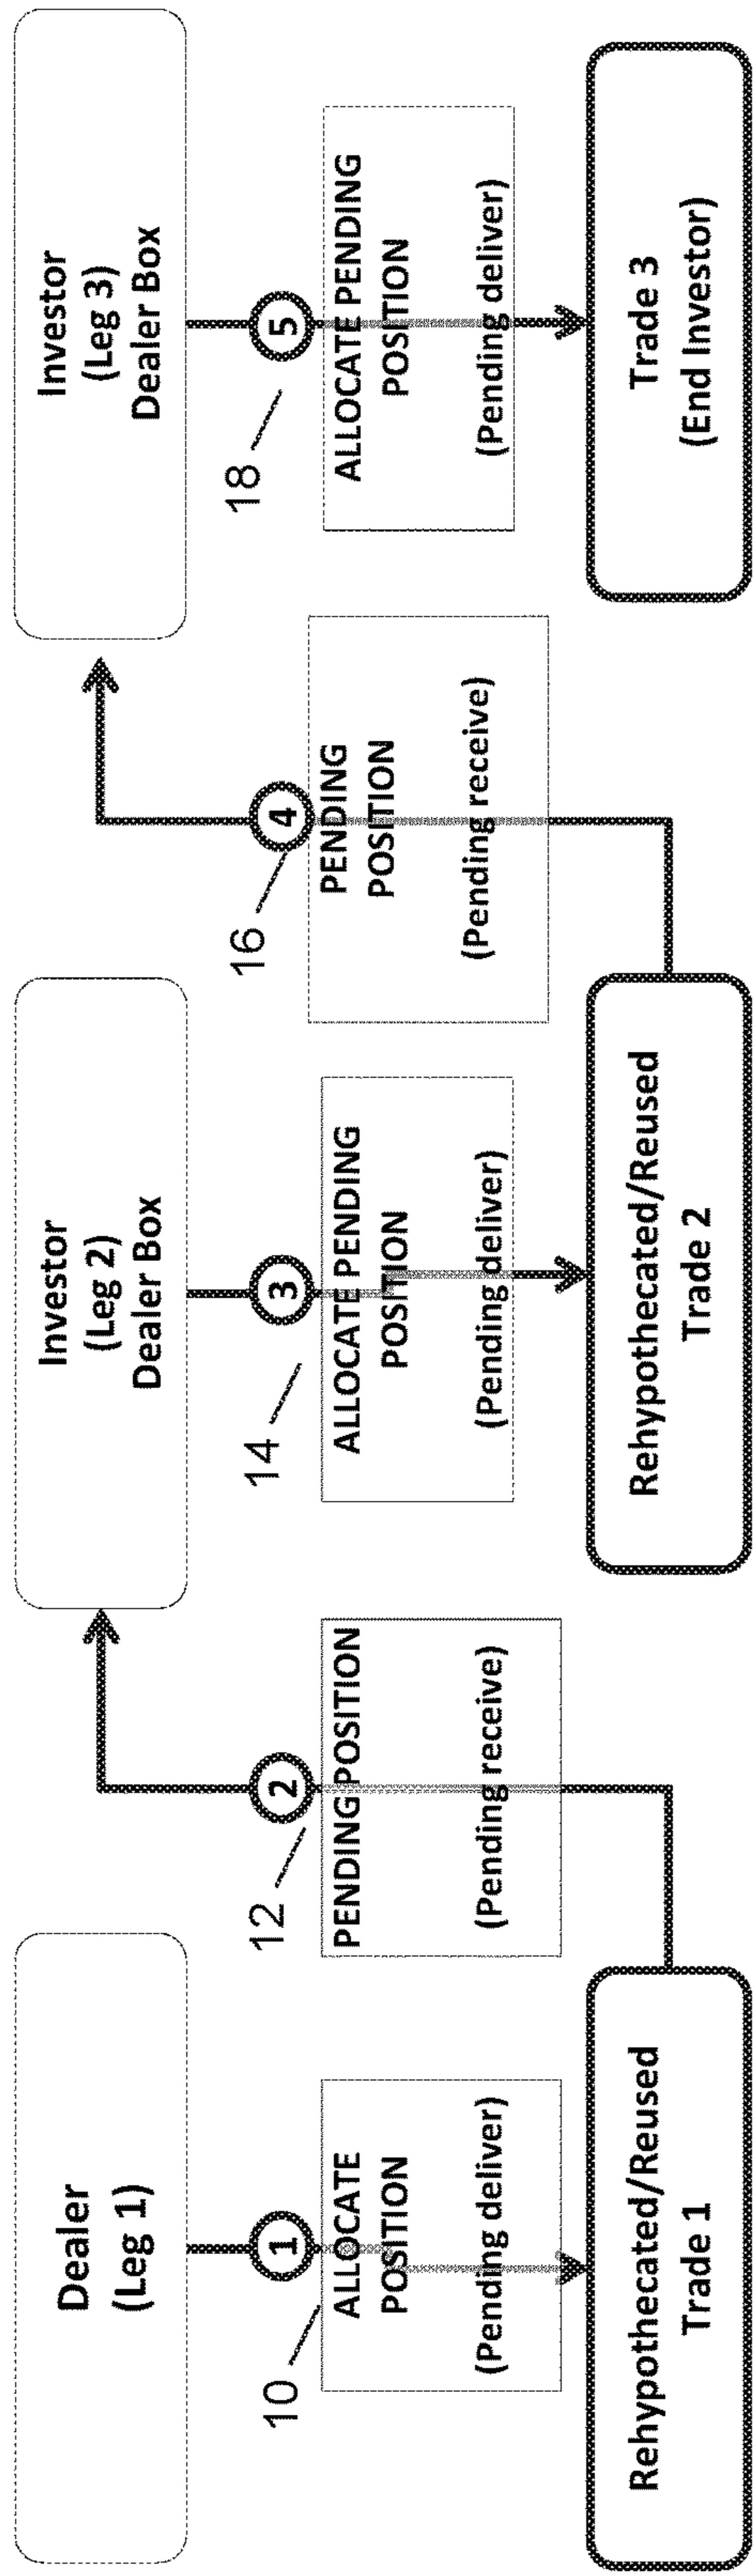 Dealer
(Leg 1)
10
1
ALLOCATE
POSITION
(Pending deliver)
Rehypothecated/Reused
Trade 1
12
2
PENDING POSITION
(Pending receive)
Investor
(Leg 2)
Dealer Box
14
3
ALLOCATE PENDING
POSITION
(Pending deliver)
Rehypothecated/Reused
Trade 2
16
4
PENDING
POSITION
(Pending receive)
Investor
(Leg 3)
Dealer Box
18
5
ALLOCATE PENDING
POSITION
(Pending deliver)
Trade 3
(End Investor)